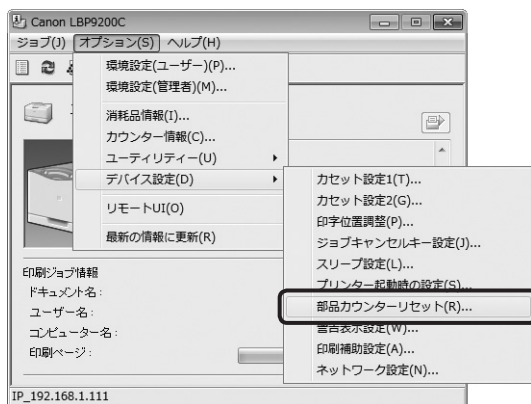 Canon LBP9200C
ジョブ(J) オプション(S) ヘルプ(H)
環境設定(ユーザー)(P)...
環境設定(管理者)(M)...
消耗品情報(I)...
カウンター情報(C)...
ユーティリティー(U)
デバイス設定(D)
リモートUI(O)
最新の情報に更新(R)
カセット設定1(T)...
カセット設定2(G)...
印字位置調整(P)...
ジョブキャンセルキー設定(J)...
スリープ設定(L)...
プリンター起動時の設定(S)...
部品カウンターリセット(R)...
警告表示設定(W)...
印刷補助設定(A)...
ネットワーク設定(N)...
印刷ジョブ情報
ドキュメント名:
ユーザー名:
コンピューター名:
印刷ページ:
IP_192.168.1.111